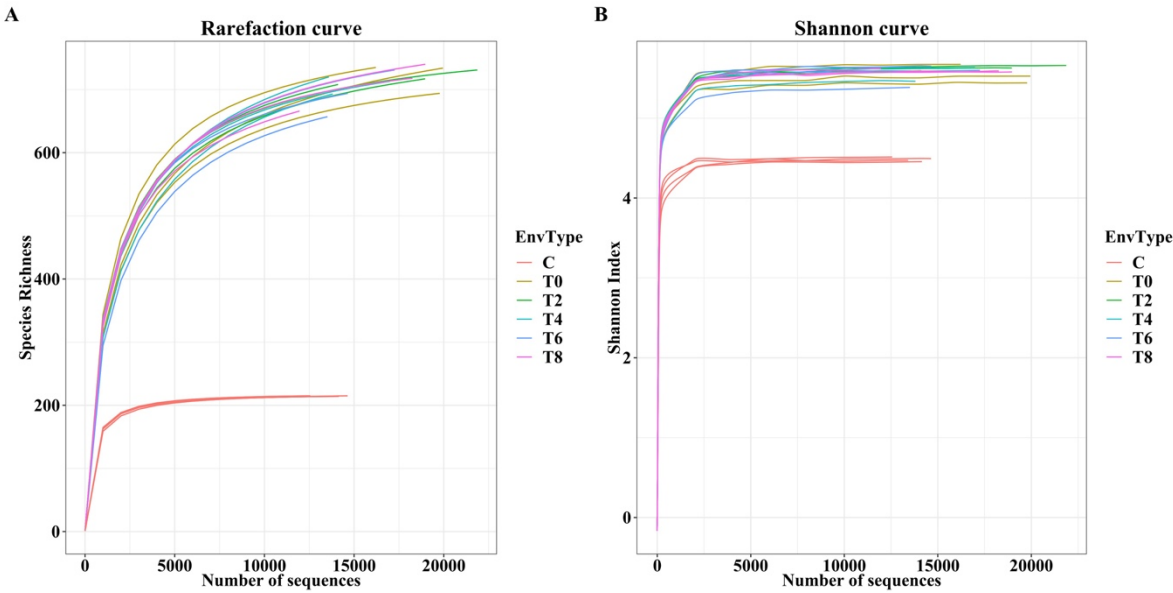 A
Rarefaction curve
Species Richness
600
400
200
0
0 5000 10000 15000 20000
Number of sequences
EnvType
C
T0
T2
T4
T6
T8
B
Shannon curve
Shannon Index
4
2
0
0 5000 10000 15000 20000
Number of sequences
EnvType
C
T0
T2
T4
T6
T8